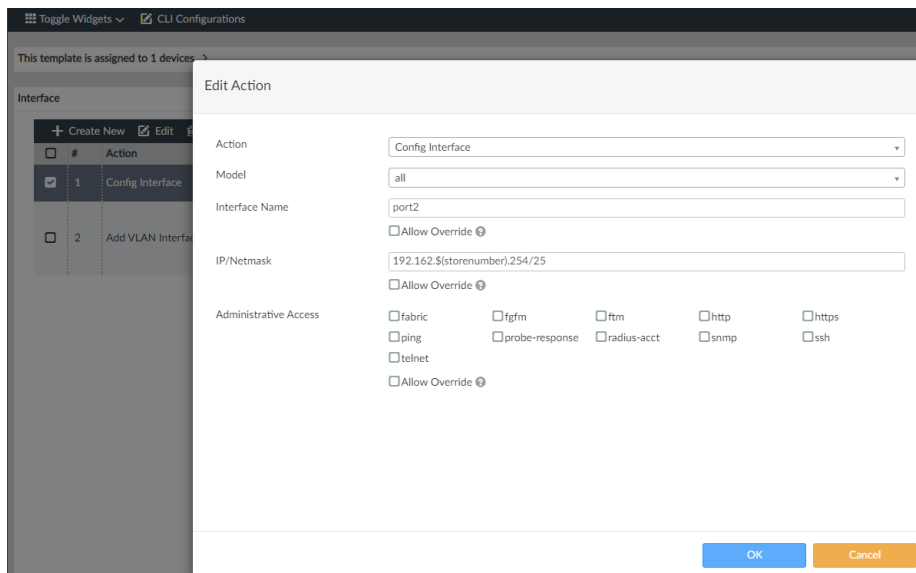 Toggle Widgets CLI Configurations
This template is assigned to 1 devices
Interface
Create New Edit
# Action
1 Config Interface
2 Add VLAN
Edit Action
Action Config Interface
Model all
Interface Name port2
Allow Override
IP/Netmask 192.162.$(storenumber).254/25
Allow Override
Administrative Access fabric fgfm ftm http https
ping probe-response radius-acct snmp ssh
telnet
Allow Override
OK Cancel